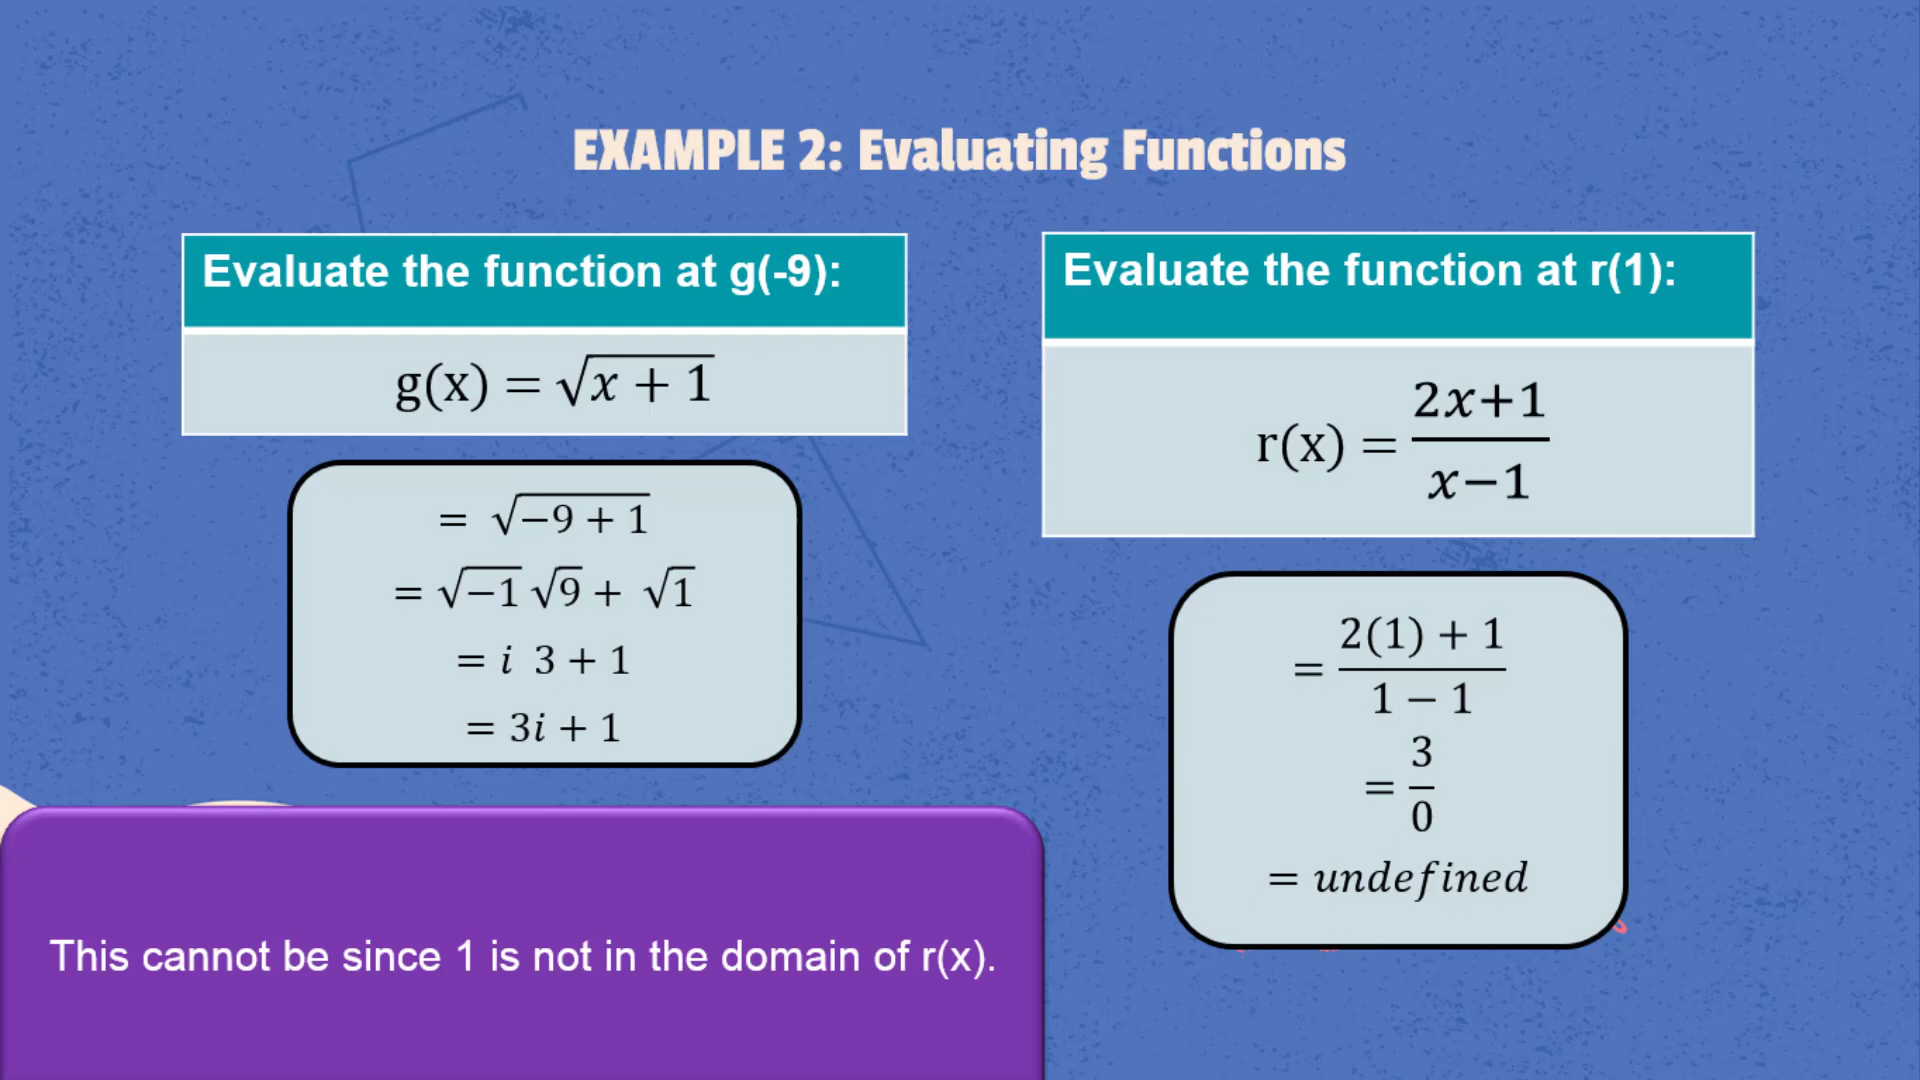 EXAMPLE 2: Evaluating Functions
Evaluate the function at g(-9):
g(x) = √(x + 1)
= √(−9 + 1)
= √(−1) √9 + √1
= i 3 + 1
= 3i + 1
Evaluate the function at r(1):
r(x) = (2x+1)/(x−1)
= (2(1) + 1)/(1 − 1)
= 3/0
= undefined
This cannot be since 1 is not in the domain of r(x).